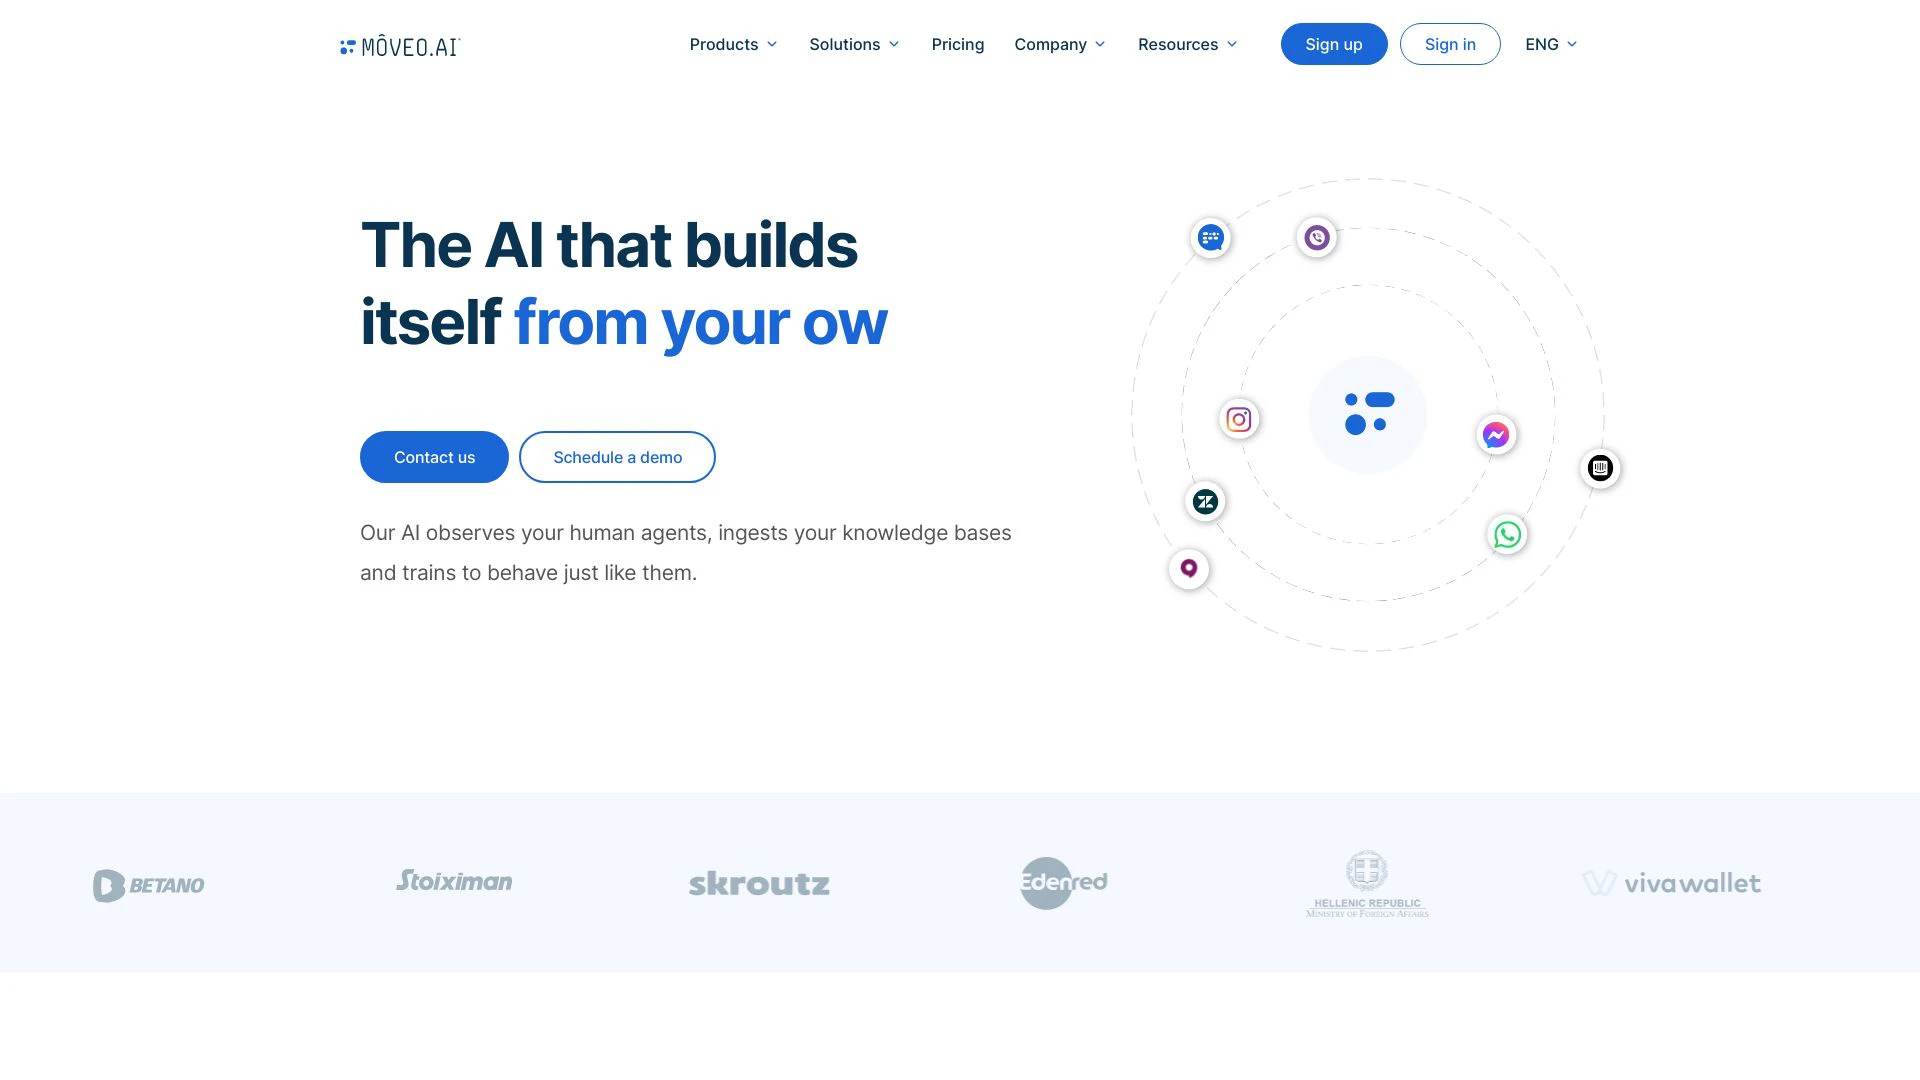 MÔVEO.AI
Products
Solutions
Pricing
Company
Resources
Sign up
Sign in
ENG
The AI that builds
itself from your ow
Contact us
Schedule a demo
Our AI observes your human agents, ingests your knowledge bases
and trains to behave just like them.
BETANO
Stoiximan
skroutz
Edenred
HELLENIC REPUBLIC
MINISTRY OF FOREIGN AFFAIRS
vivawallet